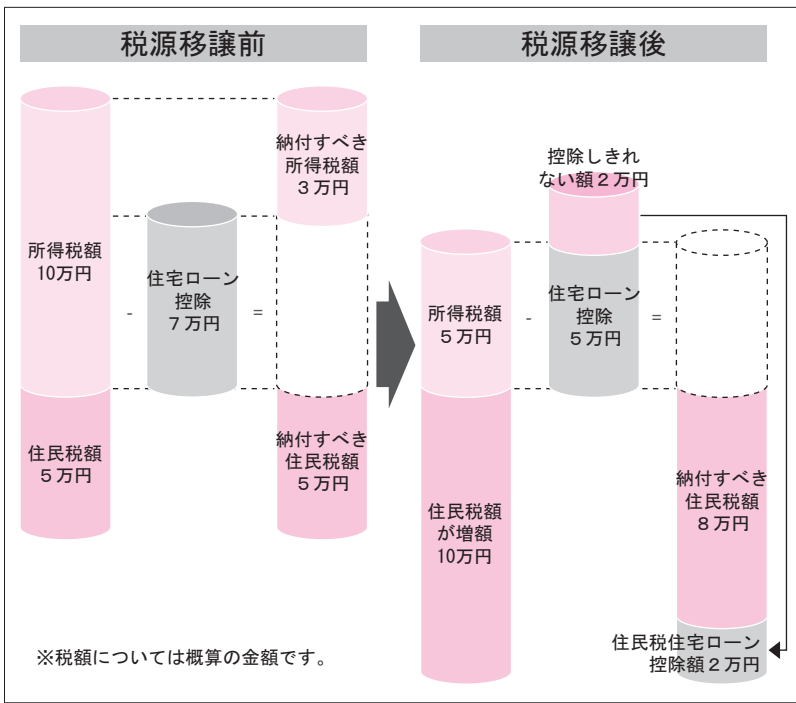 税源移譲前
所得税額
10万円
住民税額
５万円
-
住宅ローン
控除
７万円
=
納付すべき
所得税額
３万円
納付すべき
住民税額
５万円
※税額については概算の金額です。
税源移譲後
所得税額
５万円
住民税額
が増額
10万円
-
控除しきれ
ない額２万円
住宅ローン
控除
５万円
=
納付すべき
住民税額
８万円
住民税住宅ローン
控除額２万円